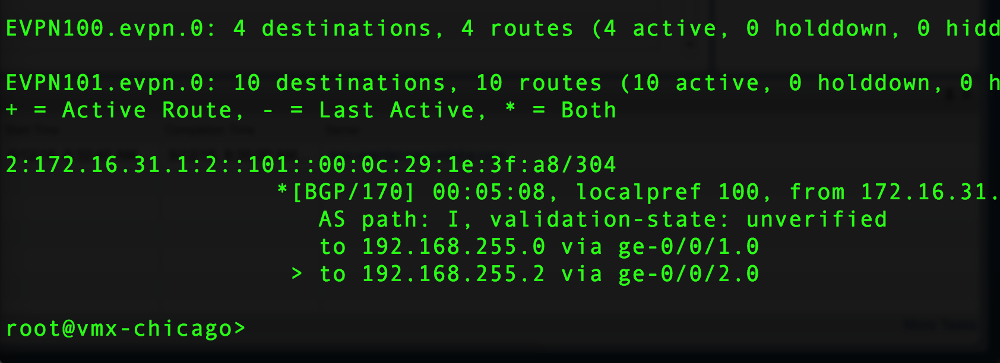 EVPN100.evpn.0: 4 destinations, 4 routes (4 active, 0 holddown, 0 hidd
EVPN101.evpn.0: 10 destinations, 10 routes (10 active, 0 holddown, 0 h
+ = Active Route, - = Last Active, * = Both
2:172.16.31.1:2::101::00:0c:29:1e:3f:a8/304
*[BGP/170] 00:05:08, localpref 100, from 172.16.31.
AS path: I, validation-state: unverified
to 192.168.255.0 via ge-0/0/1.0
> to 192.168.255.2 via ge-0/0/2.0
root@vmx-chicago>